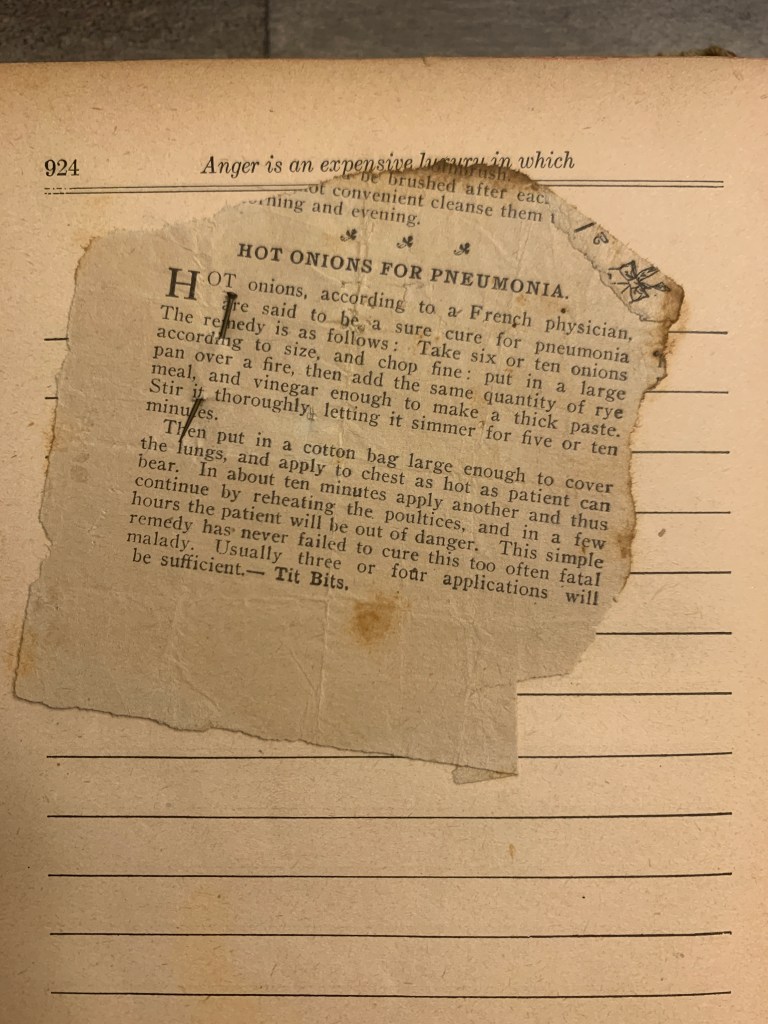 924
Anger is an expensive luxury in which
be brushed after eac
ot convenient cleanse them
rning and evening.
HOT ONIONS FOR PNEUMONIA.
HOT onions, according to a French physician,
are said to be a sure cure for pneumonia
The remedy is as follows: Take six or ten onions
according to size, and chop fine: put in a large
pan over a fire, then add the same quantity of rye
meal, and vinegar enough to make a thick paste.
Stir it thoroughly, letting it simmer for five or ten
minutes.
Then put in a cotton bag large enough to cover
the lungs, and apply to chest as hot as patient can
bear. In about ten minutes apply another and thus
continue by reheating the poultices, and in a few
hours the patient will be out of danger. This simple
remedy has never failed to cure this too often fatal
malady. Usually three or four applications will
be sufficient.— Tit Bits.